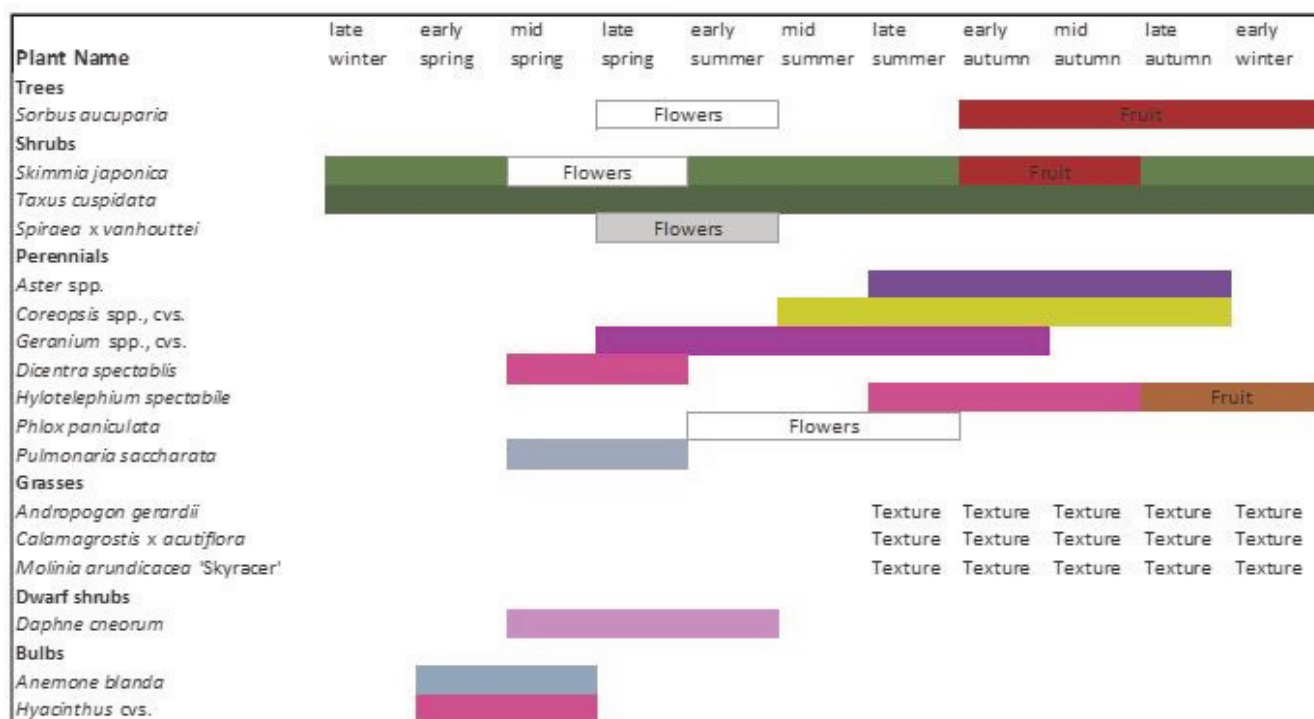 late early mid late early mid late early mid late early
Plant Name winter spring spring spring summer summer summer autumn autumn autumn winter
Trees
Sorbus aucuparia Flowers Fruit
Shrubs
Skimmia japonica Flowers Fruit
Taxus cuspidata
Spiraea x vanhouttei Flowers
Perennials
Aster spp.
Coreopsis spp., cvs.
Geranium spp., cvs.
Dicentra spectablis
Hylotelephium spectabile Fruit
Phlox paniculata Flowers
Pulmonaria saccharata
Grasses
Andropogon gerardii Texture Texture Texture Texture Texture
Calamagrostis x acutiflora Texture Texture Texture Texture Texture
Molinia arundicacea 'Skyracer' Texture Texture Texture Texture Texture
Dwarf shrubs
Daphne cneorum
Bulbs
Anemone blanda
Hyacinthus cvs.